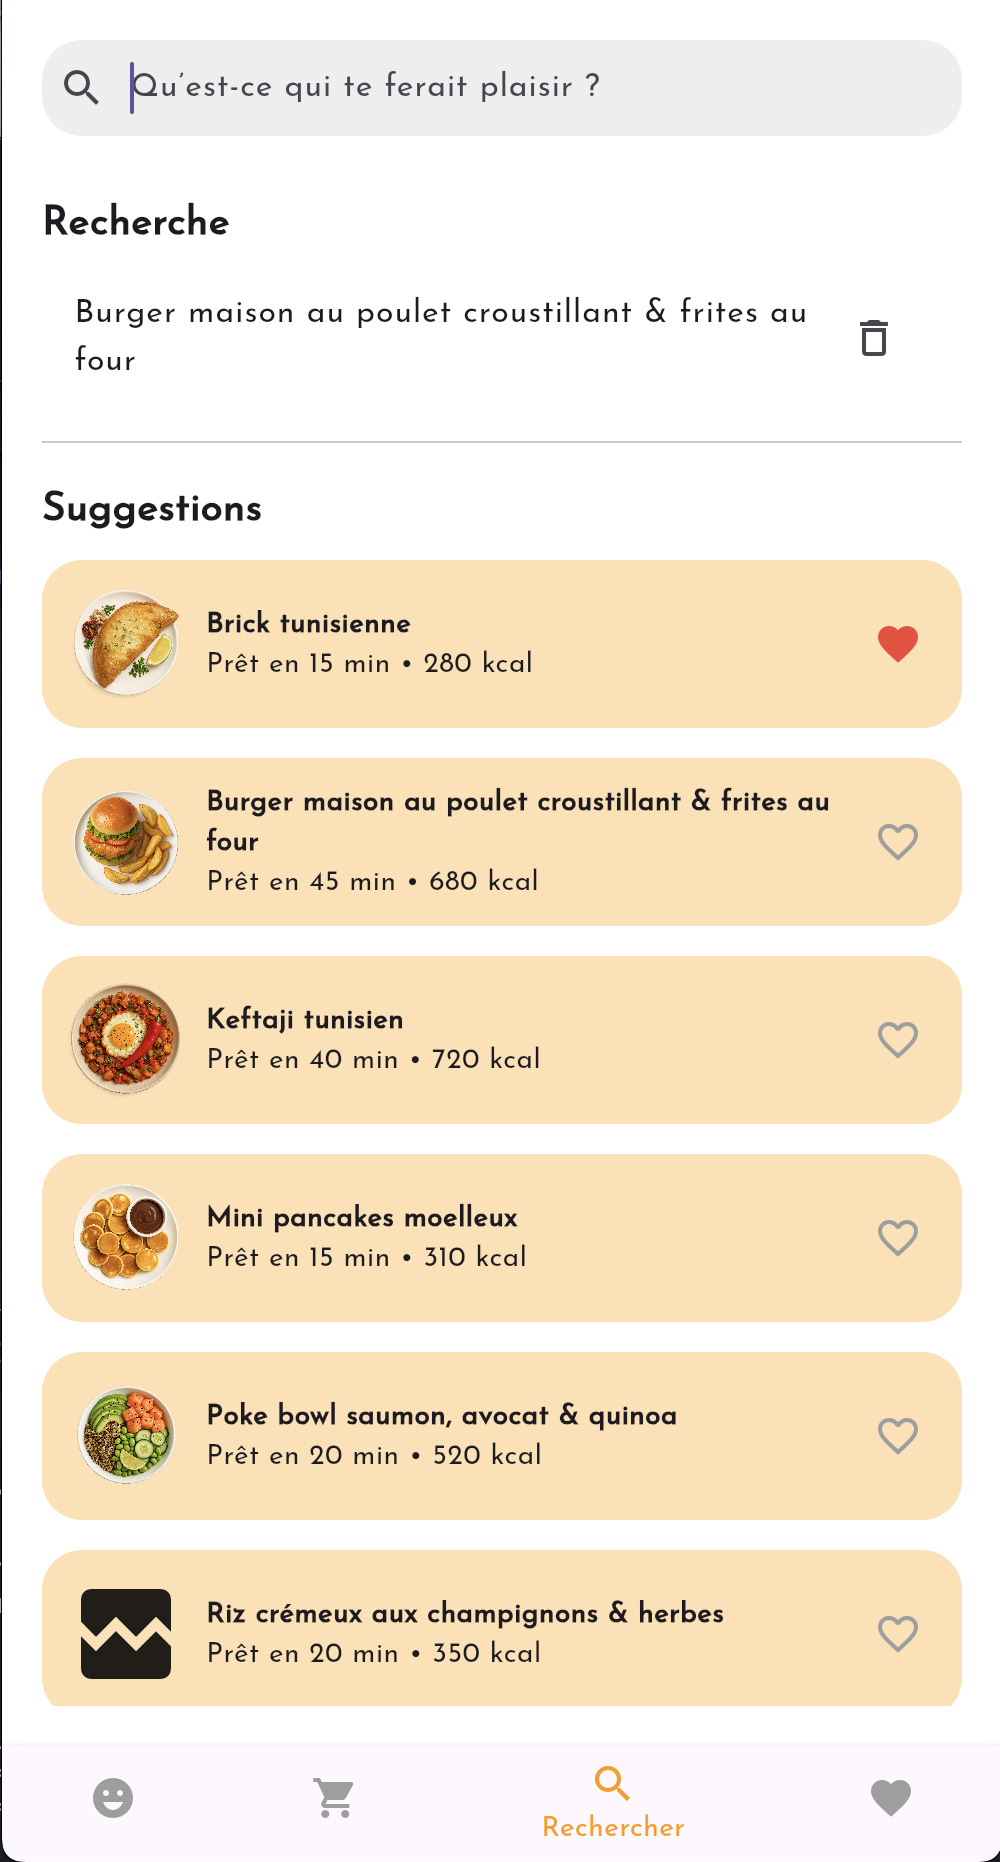 Qu'est-ce qui te ferait plaisir ?
Recherche
Burger maison au poulet croustillant & frites au
four
Suggestions
Brick tunisienne
Prêt en 15 min • 280 kcal
Burger maison au poulet croustillant & frites au
four
Prêt en 45 min • 680 kcal
Keftaji tunisien
Prêt en 40 min • 720 kcal
Mini pancakes moelleux
Prêt en 15 min • 310 kcal
Poke bowl saumon, avocat & quinoa
Prêt en 20 min • 520 kcal
Riz crémeux aux champignons & herbes
Prêt en 20 min • 350 kcal
Rechercher